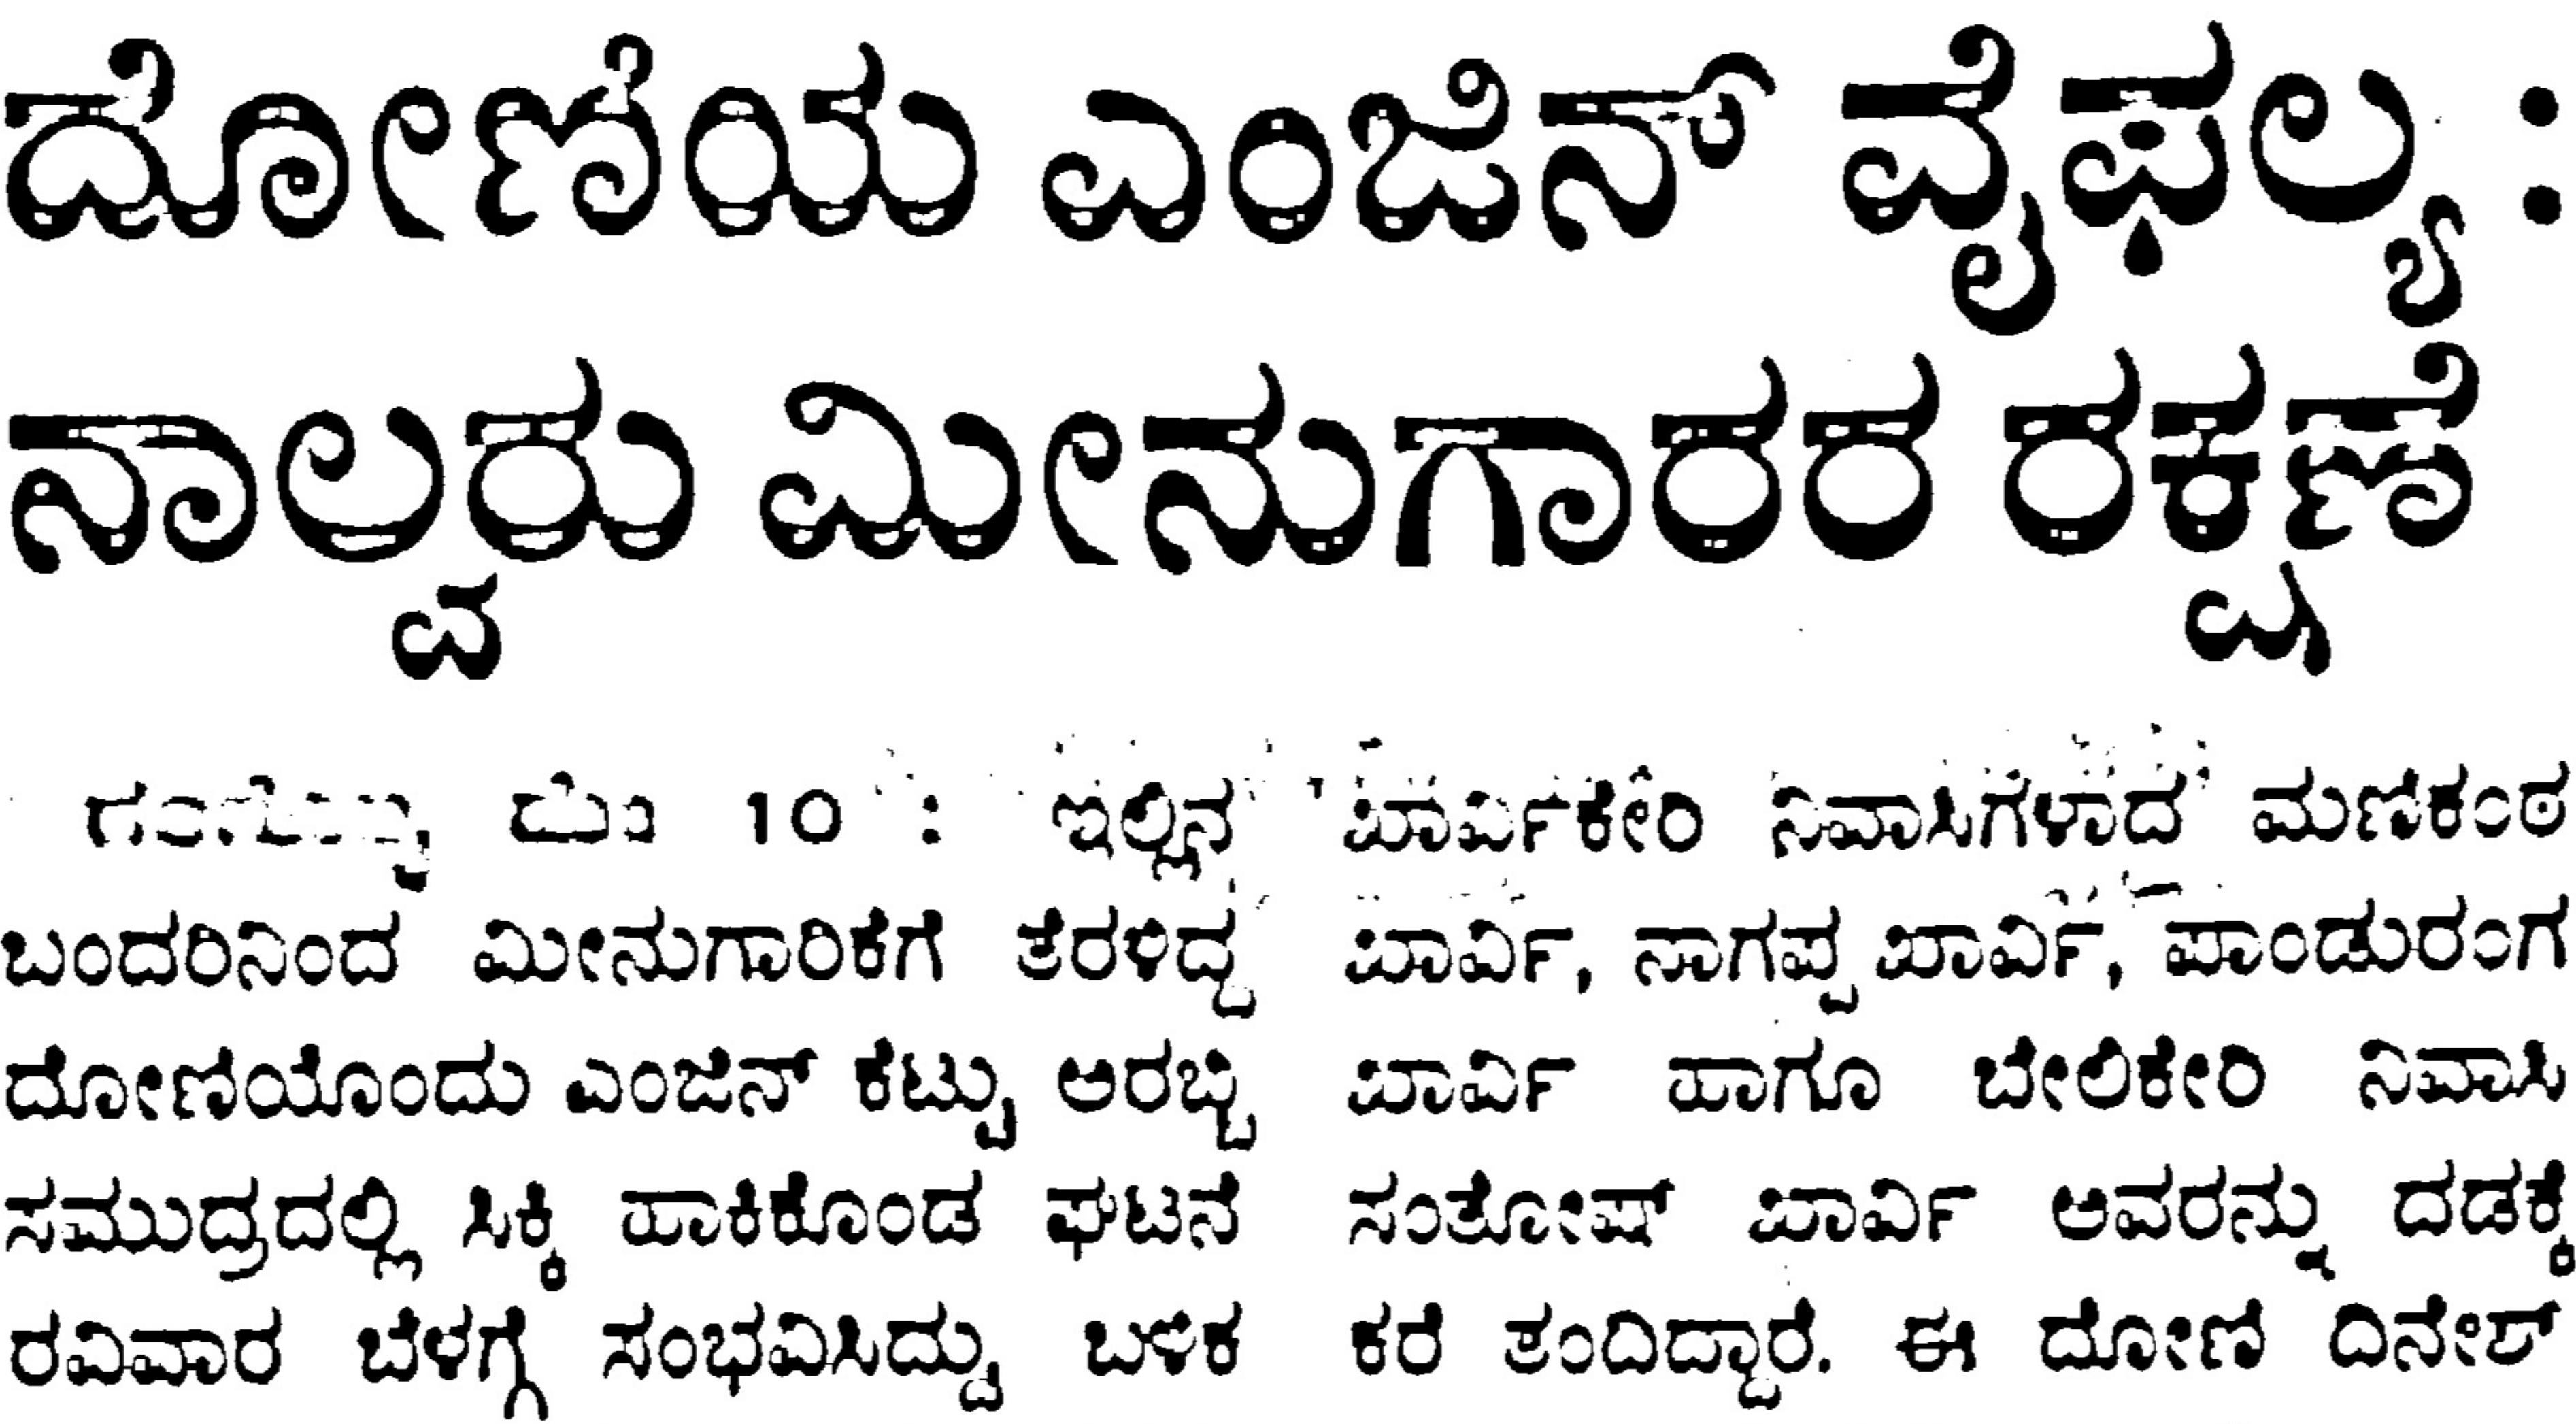 ದೋಣಿಯ ಎಂಜಿನ್ ವೈಫಲ್ಯ :
ನಾಲ್ವರು ಮೀನುಗಾರರ ರಕ್ಷಣೆ
10 : ಇಲ್ಲಿನ
ಬಂದರಿನಿಂದ ಮೀನುಗಾರಿಕೆಗೆ ತೆರಳಿದ್ದ
ದೋಣಿಯೊಂದು ಎಂಜಿನ್ ಕೆಟ್ಟು ಅರಬ್ಬಿ
ಸಮುದ್ರದಲ್ಲಿ ಸಿಕ್ಕಿ ಹಾಕಿಕೊಂಡ ಘಟನೆ
ರವಿವಾರ ಬೆಳಗ್ಗೆ ಸಂಭವಿಸಿದ್ದು ಬಳಿಕ
ಖಾರ್ವಿಕೇರಿ ನಿವಾಸಿಗಳಾದ ಮಣಿಕಂಠ
ಖಾರ್ವಿ, ನಾಗಪ್ಪ ಖಾರ್ವಿ, ಪಾಂಡುರಂಗ
ಖಾರ್ವಿ ಹಾಗೂ ಬೇಲಿಕೇರಿ ನಿವಾಸಿ
ಸಂತೋಷ್ ಖಾರ್ವಿ ಅವರನ್ನು ದಡಕ್ಕೆ
ಕರೆ ತಂದಿದ್ದಾರೆ. ಈ ದೋಣಿ ದಿನೇಶ್